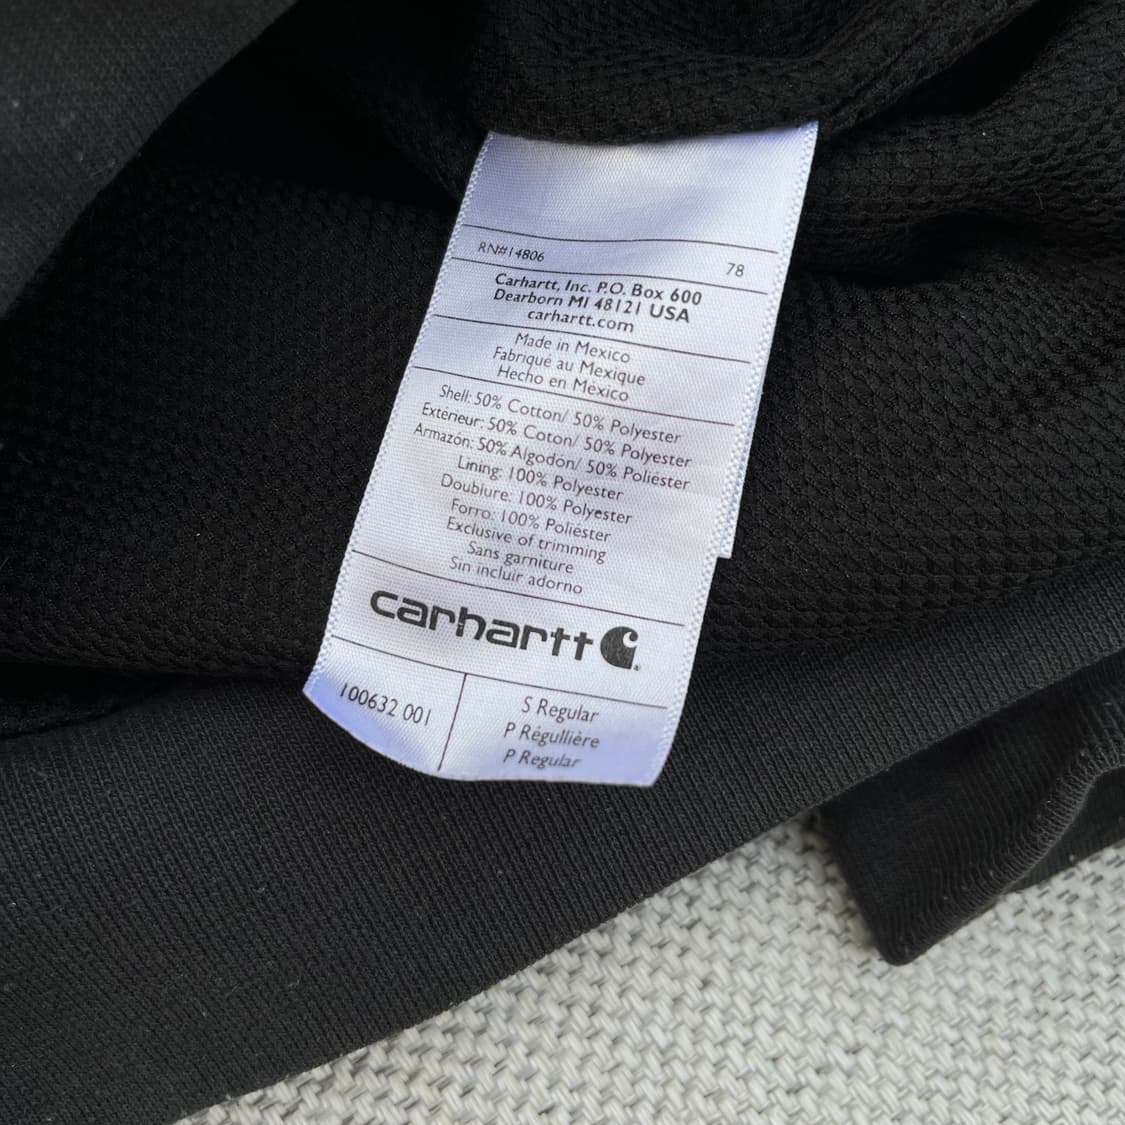 RN#14806 78
Carhartt, Inc. P.O. Box 600
Dearborn MI 48121 USA
carhartt.com
Made in Mexico
Fabriqué au Mexique
Hecho en México
Shell: 50% Cotton/ 50% Polyester
Extérieur: 50% Coton/ 50% Polyester
Armazón: 50% Algodon/ 50% Poliéster
Lining: 100% Polyester
Doublure: 100% Polyester
Forro: 100% Poliéster
Exclusive of trimming
Sans garniture
Sin incluir adorno
carhartt
100632 001
S Regular
P Régullière
P Regular